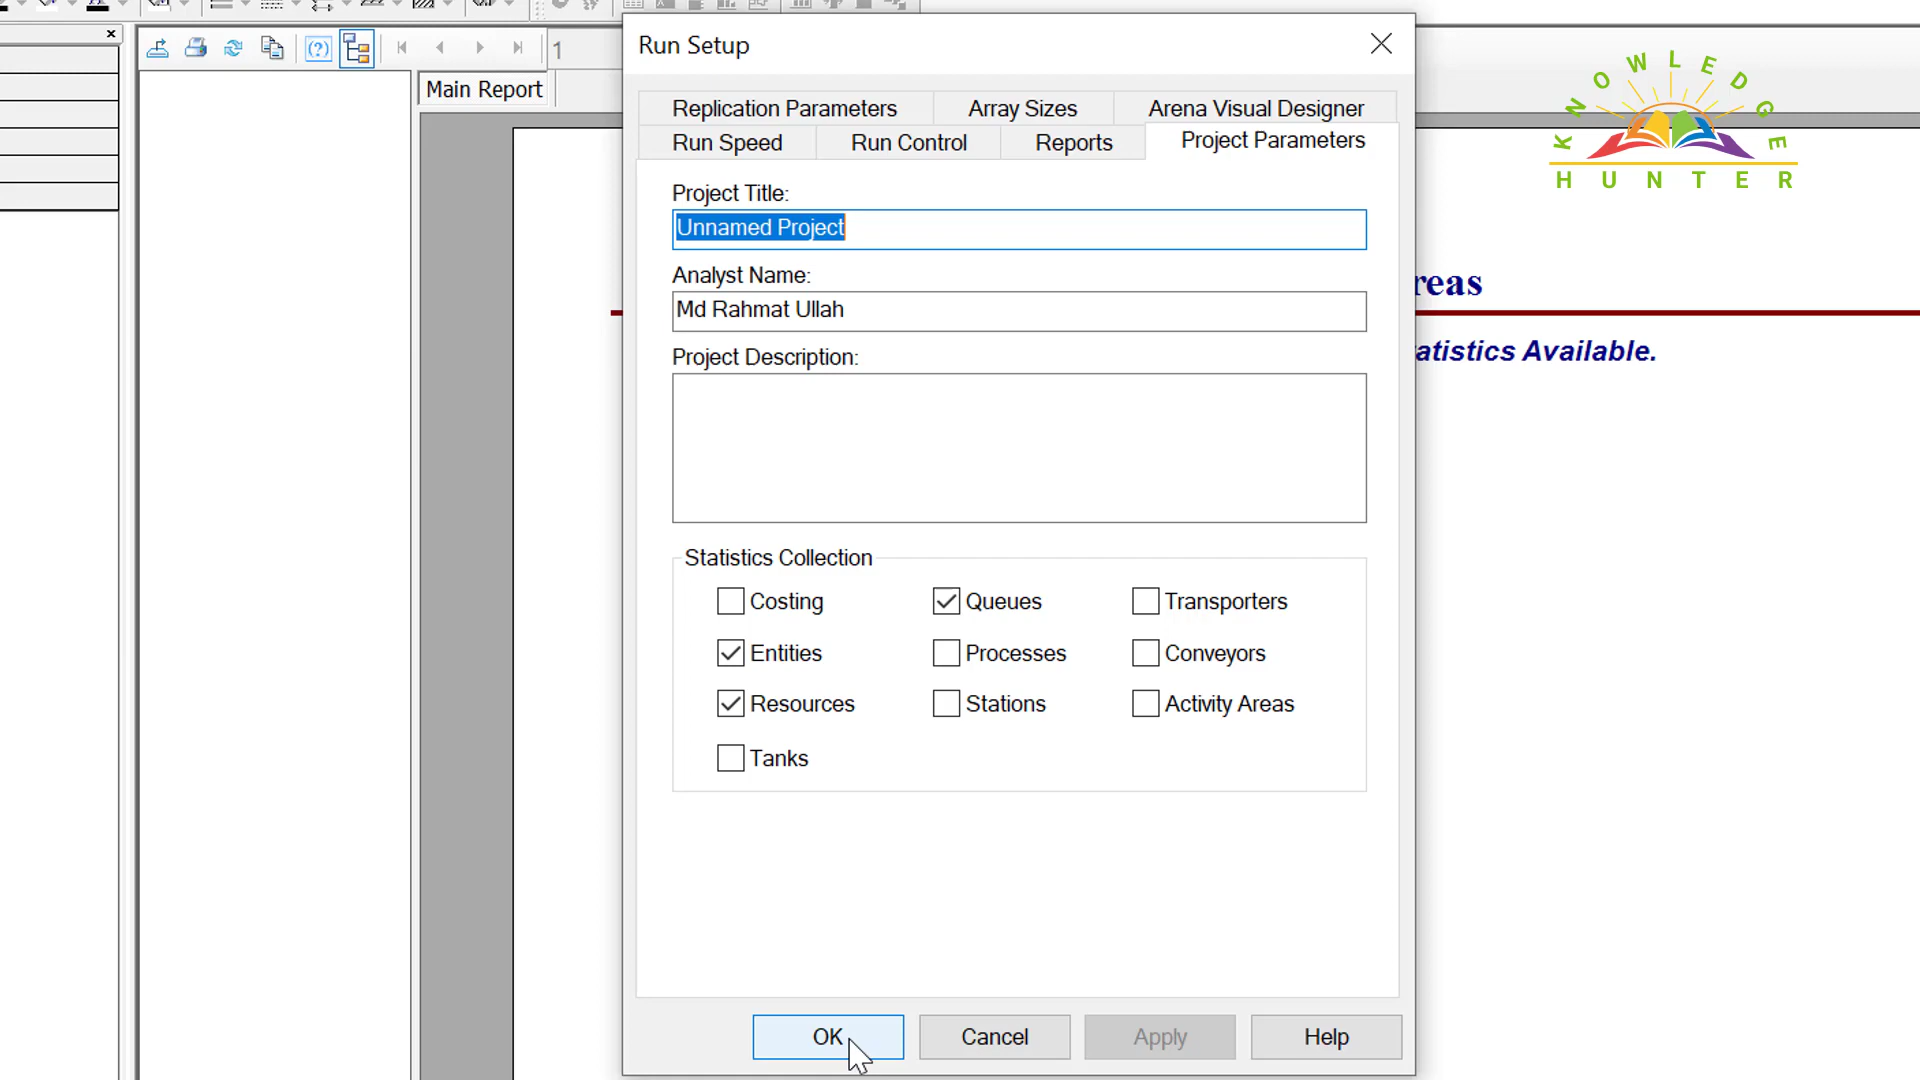 Run Setup
1
Main Report
Replication Parameters
Array Sizes
Arena Visual Designer
Run Speed
Run Control
Reports
Project Parameters
Project Title:
Unnamed Project
Analyst Name:
Md Rahmat Ullah
Project Description:
Statistics Collection
Costing
Queues
Transporters
Entities
Processes
Conveyors
Resources
Stations
Activity Areas
Tanks
OK
Cancel
Apply
Help
KNOWLEDGE
HUNTER
reas
atistics Available.